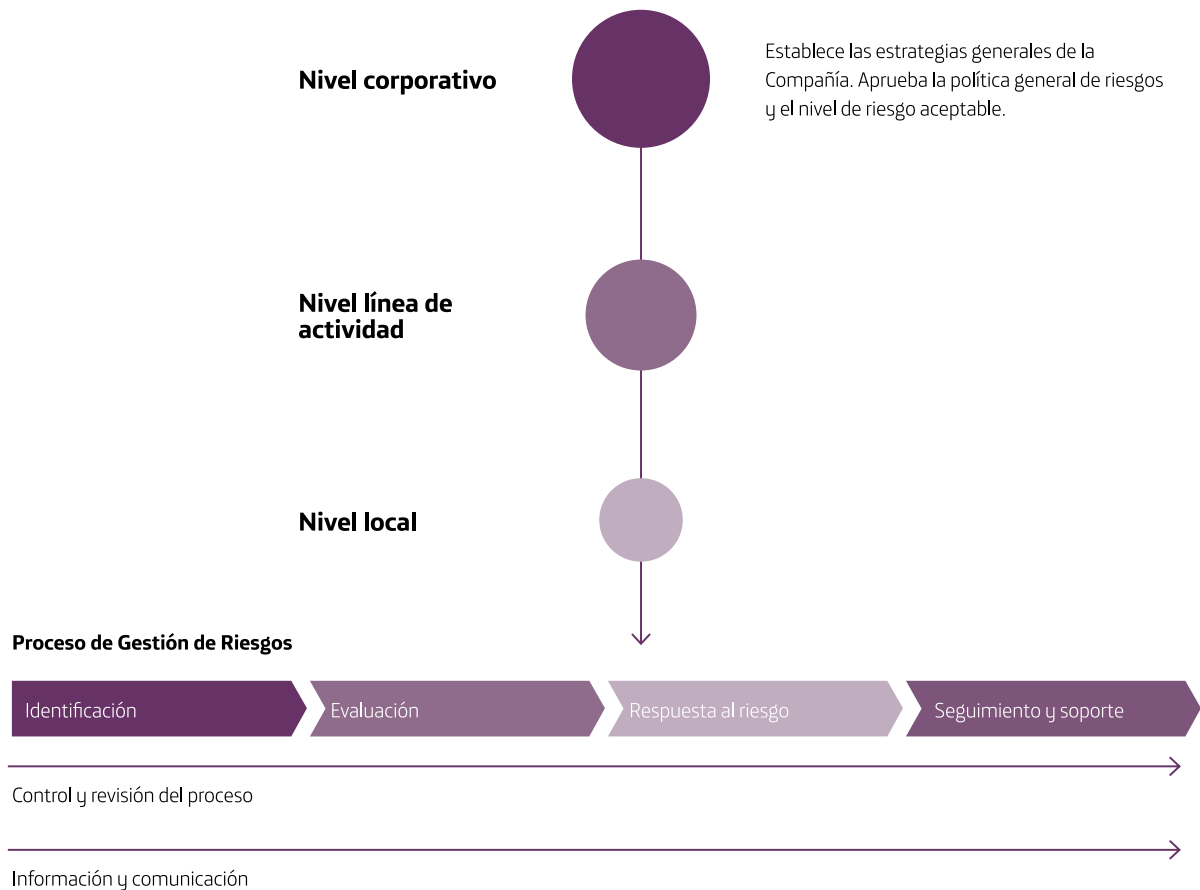 Nivel corporativo
Establece las estrategias generales de la
Compañía. Aprueba la política general de riesgos
y el nivel de riesgo aceptable.
Nivel línea de
actividad
Nivel local
Proceso de Gestión de Riesgos
Identificación
Evaluación
Respuesta al riesgo
Seguimiento y soporte
Control y revisión del proceso
Información y comunicación